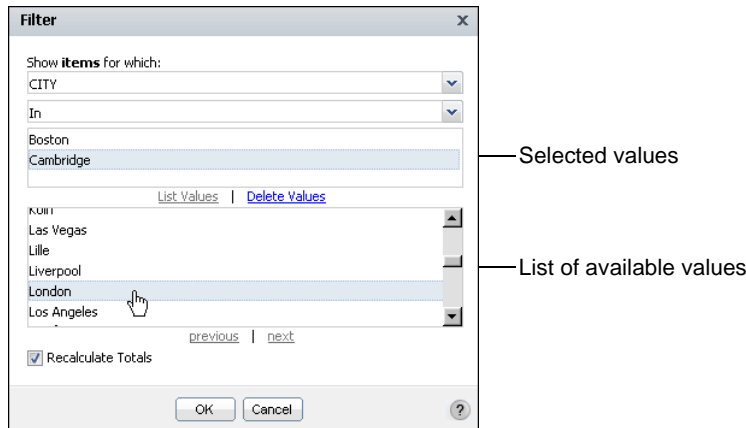 Filter x
Show items for which:
CITY
In
Boston
Cambridge
Selected values
List Values | Delete Values
Köln
Las Vegas
Lille
Liverpool
List of available values
London
Los Angeles
previous | next
Recalculate Totals
OK Cancel ?